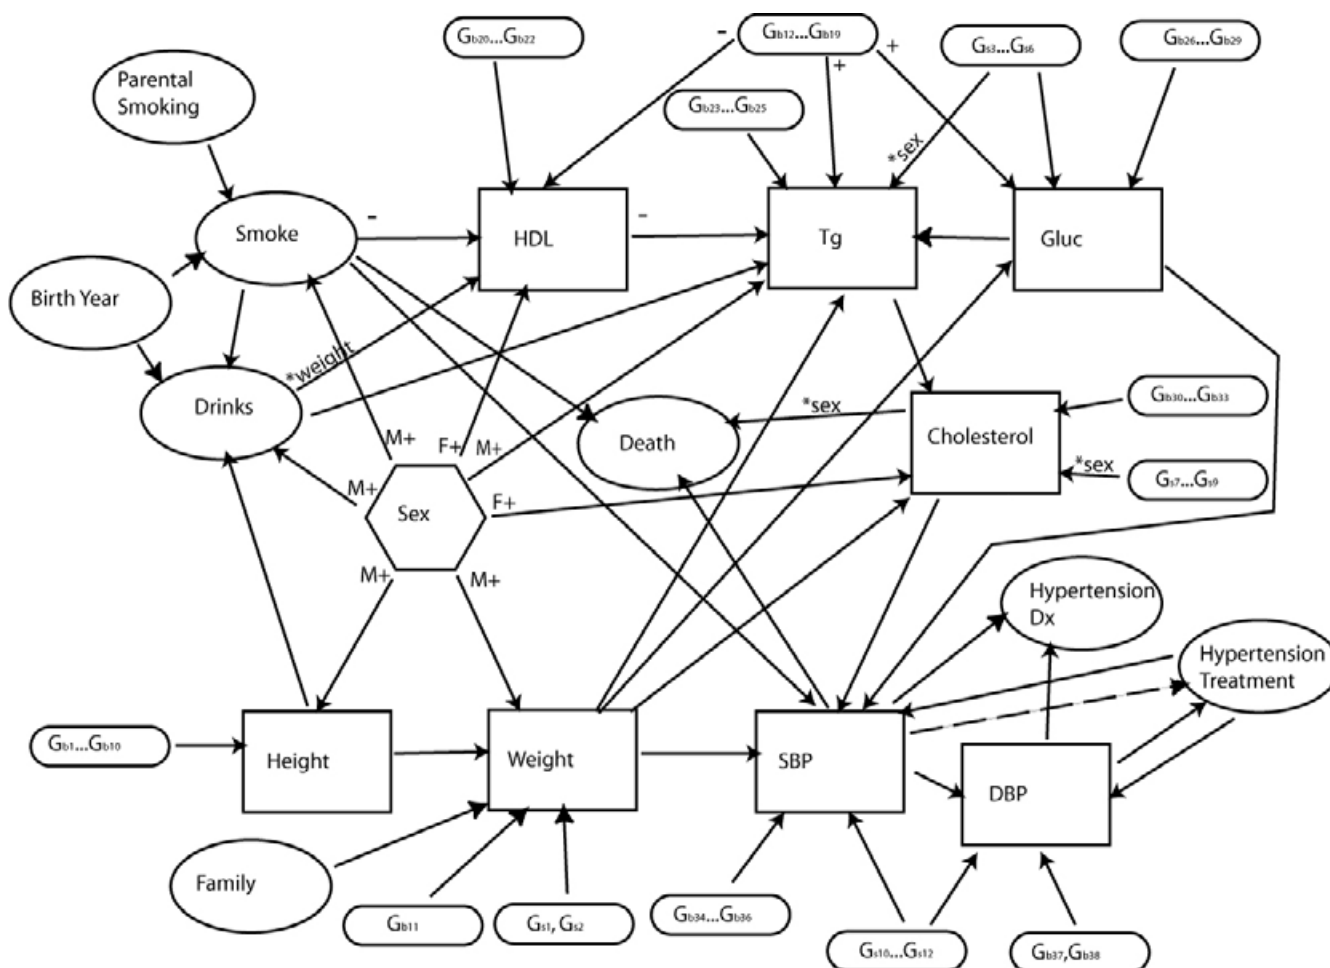 Gb20...Gb22
-
Gb12...Gb19
+
+
Gs3...Gs6
Gb26...Gb29
Parental
Smoking
Gb23...Gb25
*sex
Smoke
-
HDL
-
Tg
Gluc
Birth Year
*weight
Drinks
M+
F+
M+
Death
*sex
Cholesterol
Gb30...Gb33
*sex
Gs7...Gs9
M+
Sex
F+
M+
M+
Hypertension
Dx
Hypertension
Treatment
Gb1...Gb10
Height
Weight
SBP
DBP
Family
Gb11
Gs1, Gs2
Gb34...Gb36
Gs10...Gs12
Gb37,Gb38